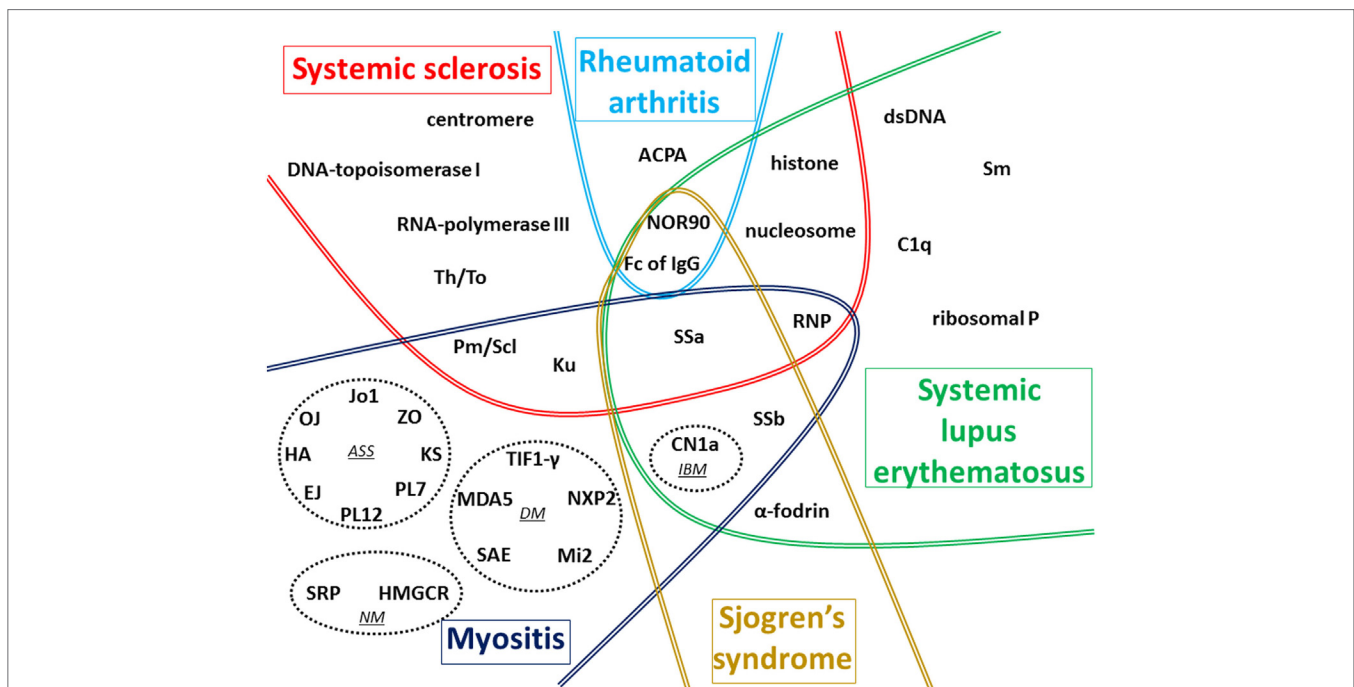 Systemic sclerosis
Rheumatoid
arthritis
centromere
dsDNA
ACPA
histone
Sm
DNA-topoisomerase I
NOR90
RNA-polymerase III
nucleosome
C1q
Fc of IgG
Th/To
RNP
ribosomal P
SSa
Pm/Scl
Ku
Systemic
lupus
erythematosus
Jo1
OJ
ZO
HA
ASS
KS
EJ
PL7
PL12
SSb
CN1a
IBM
TIF1-γ
MDA5
NXP2
DM
SAE
Mi2
α-fodrin
SRP
HMGCR
NM
Myositis
Sjogren’s
syndrome